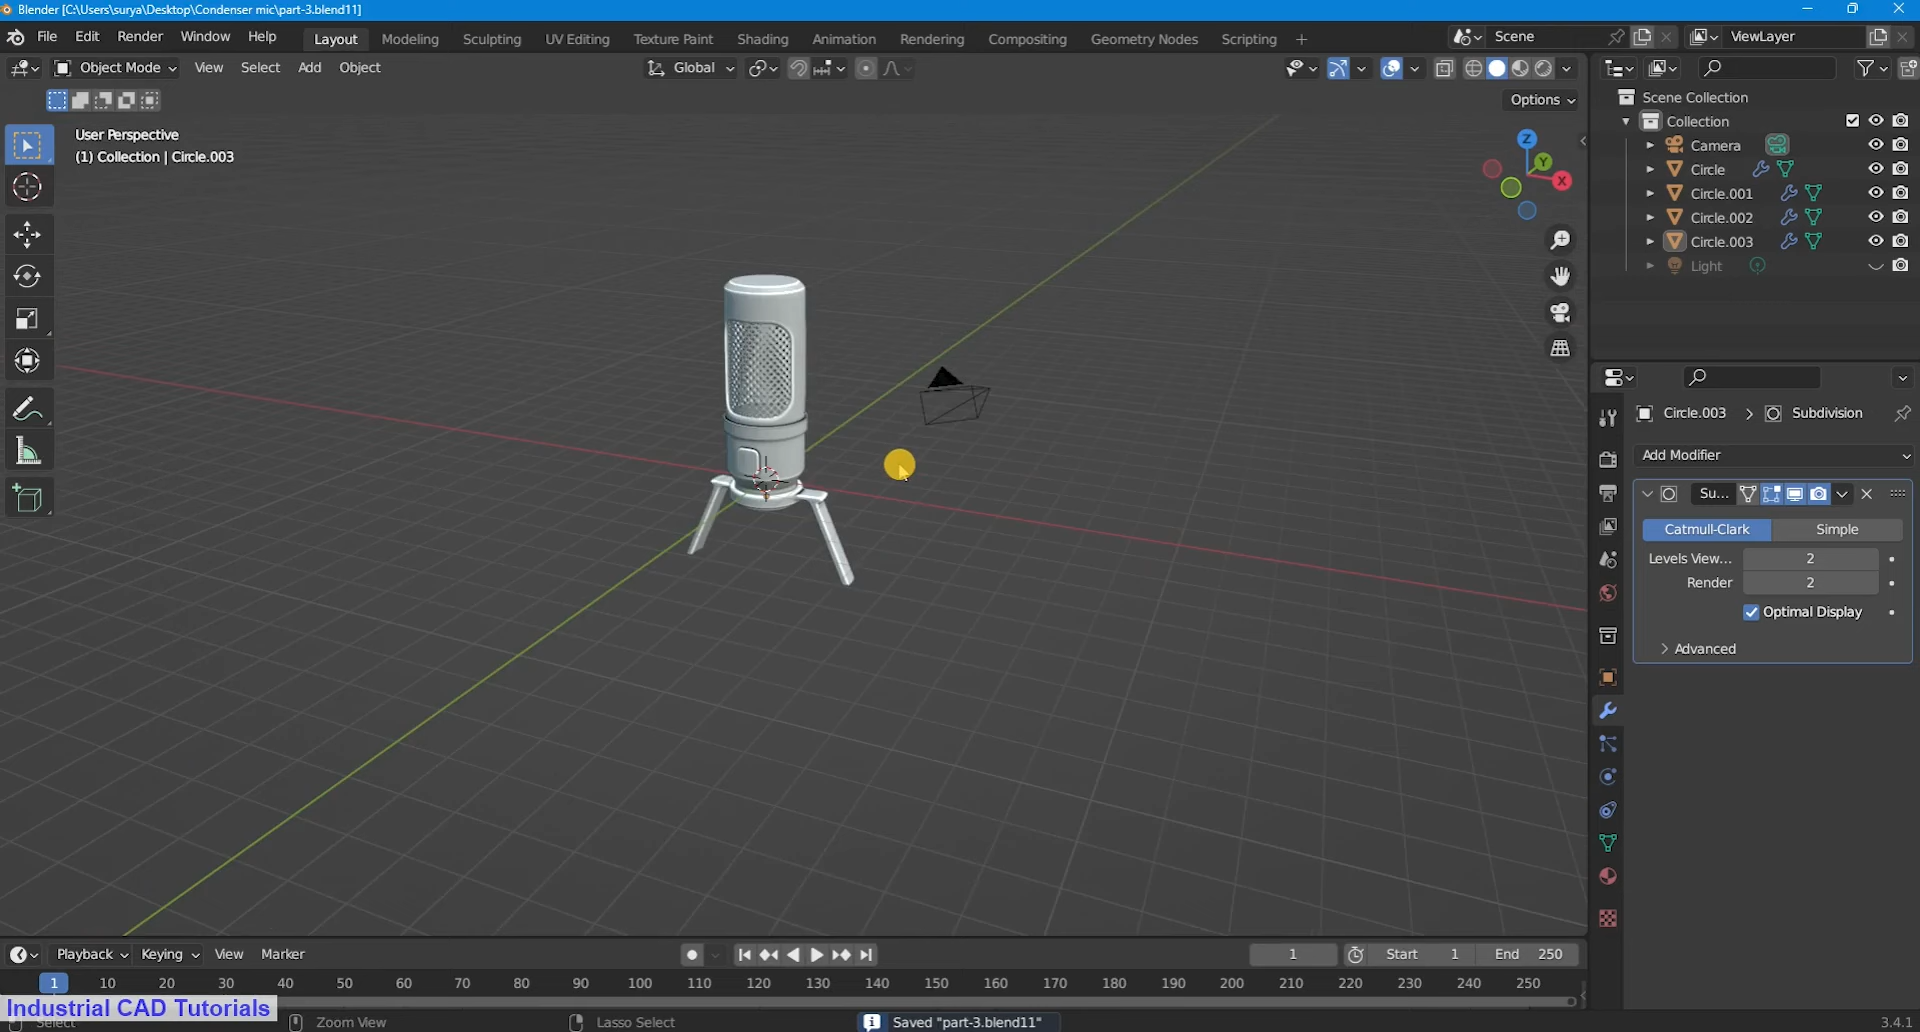 Blender [C:\Users\surya\Desktop\Condenser mic\part-3.blend11]
File Edit Render Window Help Layout Modeling Sculpting UV Editing Texture Paint Shading Animation Rendering Compositing Geometry Nodes Scripting + Scene ViewLayer
Object Mode View Select Add Object Global
Options
User Perspective
(1) Collection | Circle.003
Z
Y
X
Scene Collection
Collection
Camera
Circle
Circle.001
Circle.002
Circle.003
Light
Circle.003 > Subdivision
Add Modifier
Su...
Catmull-Clark Simple
Levels View... 2
Render 2
Optimal Display
Advanced
Playback Keying View Marker 1 Start 1 End 250
1 10 20 30 40 50 60 70 80 90 100 110 120 130 140 150 160 170 180 190 200 210 220 230 240 250
Industrial CAD Tutorials
Select Zoom View Lasso Select Saved "part-3.blend11" 3.4.1